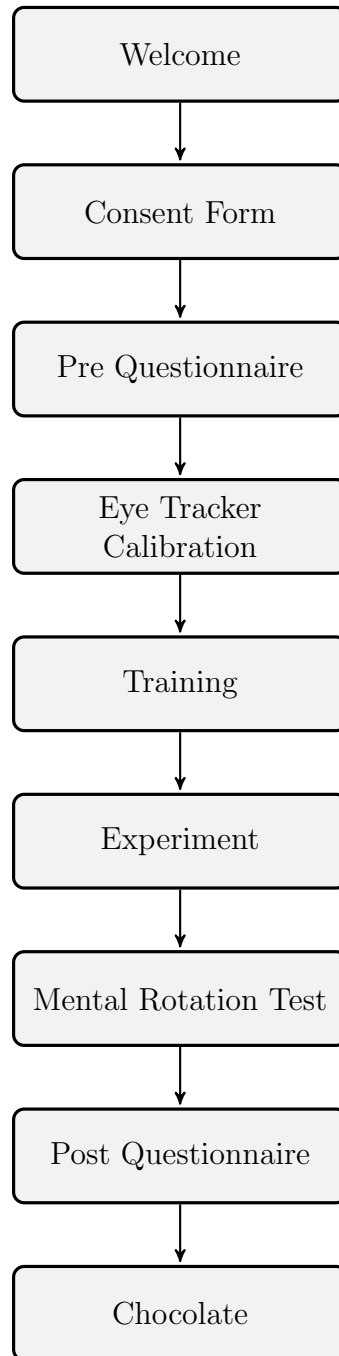 Welcome
Consent Form
Pre Questionnaire
Eye Tracker
Calibration
Training
Experiment
Mental Rotation Test
Post Questionnaire
Chocolate